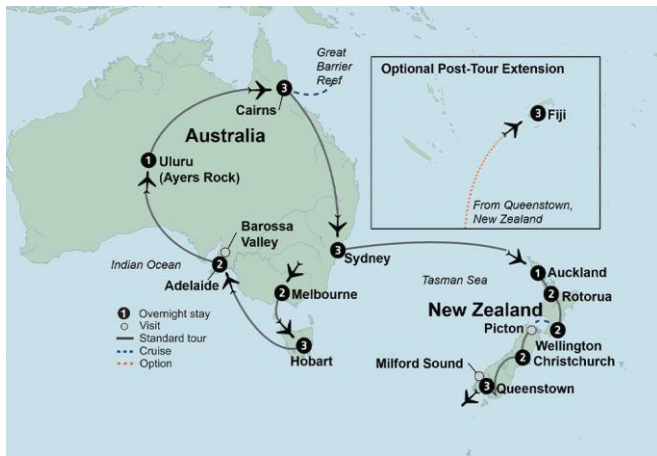 Great
Barrier
Reef
3
Cairns
Australia
1
Uluru
(Ayers Rock)
Barossa
Valley
Indian Ocean
2
Adelaide
2
Melbourne
3
Hobart
3
Sydney
Optional Post-Tour Extension
3
Fiji
From Queenstown,
New Zealand
Tasman Sea
1
Auckland
2
Rotorua
New Zealand
Picton
2
Wellington
2
Christchurch
Milford Sound
3
Queenstown
1 Overnight stay
Visit
Standard tour
Cruise
Option